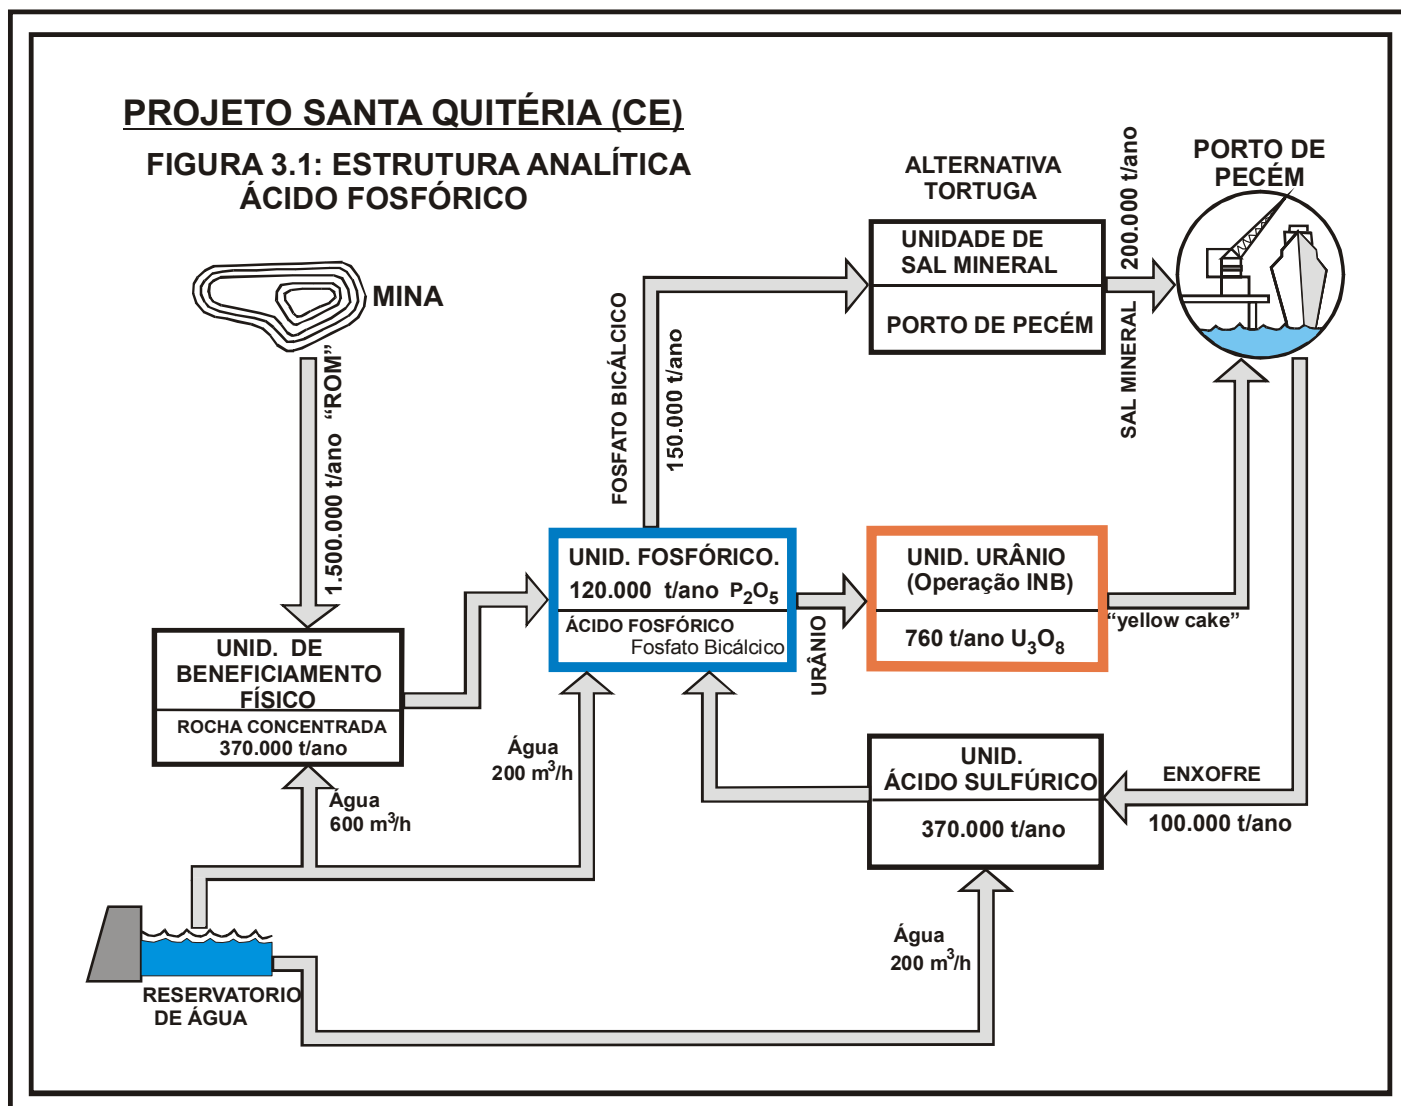 PROJETO SANTA QUITÉRIA (CE)
FIGURA 3.1: ESTRUTURA ANALÍTICA
ÁCIDO FOSFÓRICO
MINA
1.500.000 t/ano “ROM”
UNID. DE
BENEFICIAMENTO
FÍSICO
ROCHA CONCENTRADA
370.000 t/ano
Água
600 m³/h
RESERVATORIO
DE ÁGUA
Água
200 m³/h
UNID. FOSFÓRICO.
120.000 t/ano P₂O₅
ÁCIDO FOSFÓRICO
Fosfato Bicálcico
FOSFATO BICÁLCICO
150.000 t/ano
ALTERNATIVA
TORTUGA
UNIDADE DE
SAL MINERAL
PORTO DE PECÉM
200.000 t/ano
SAL MINERAL
PORTO DE
PECÉM
URÂNIO
UNID. URÂNIO
(Operação INB)
760 t/ano U₃O₈
“yellow cake”
UNID.
ÁCIDO SULFÚRICO
370.000 t/ano
ENXOFRE
100.000 t/ano
Água
200 m³/h